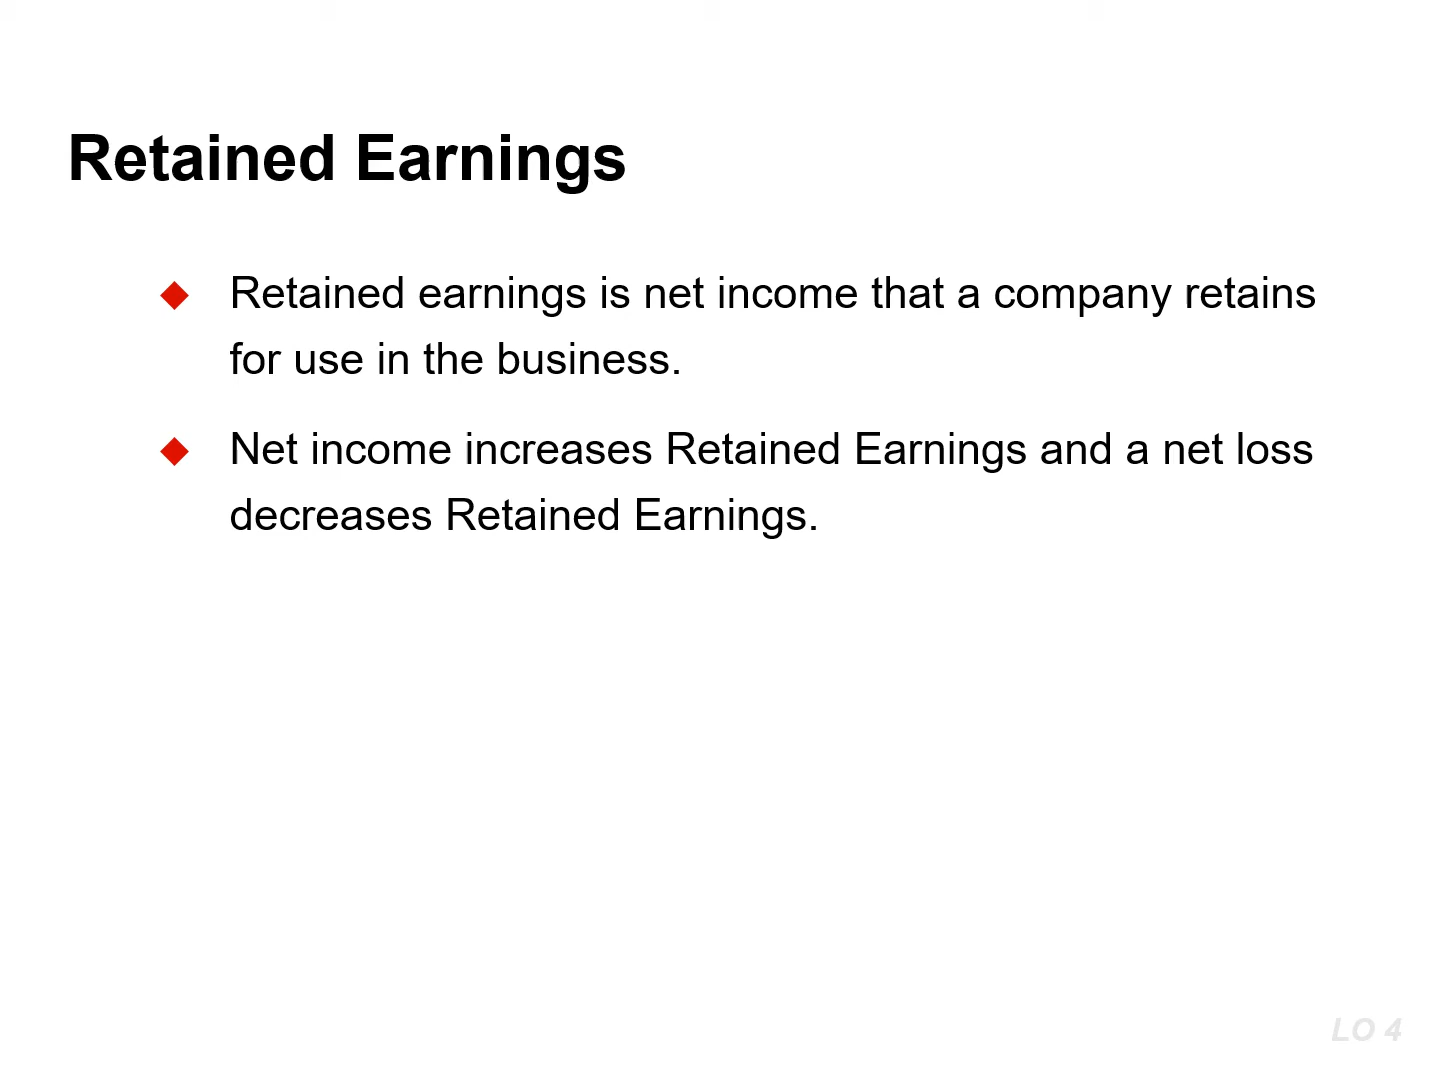 Retained Earnings
Retained earnings is net income that a company retains
for use in the business.
Net income increases Retained Earnings and a net loss
decreases Retained Earnings.
LO 4